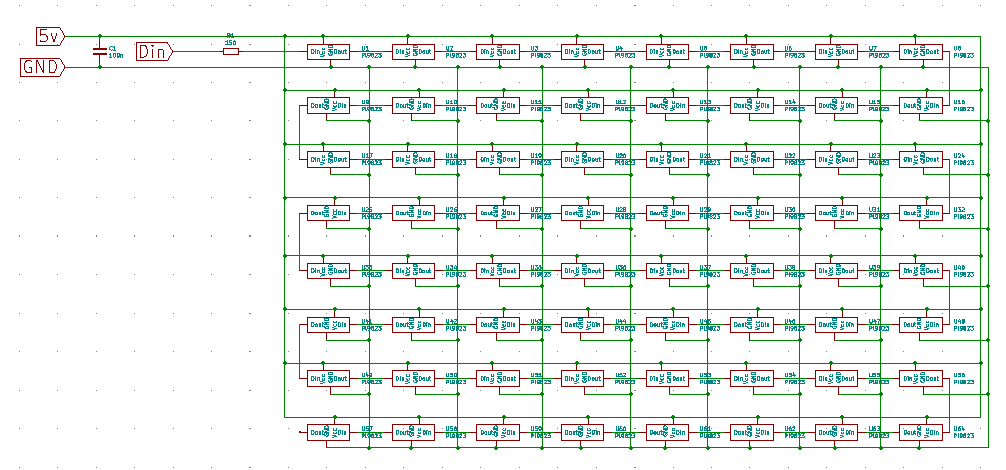 5v
GND
C1
100n
Din
R1
150
Din Vcc GND Dout U1 Din Vcc GND Dout U2 Din Vcc GND Dout U3 Din Vcc GND Dout U4 Din Vcc GND Dout U5 Din Vcc GND Dout U6 Din Vcc GND Dout U7 Din Vcc GND Dout U8
PL9823 PL9823 PL9823 PL9823 PL9823 PL9823 PL9823 PL9823
Dout GND Vcc Din U9 Dout GND Vcc Din U10 Dout GND Vcc Din U11 Dout GND Vcc Din U12 Dout GND Vcc Din U13 Dout GND Vcc Din U14 Dout GND Vcc Din U15 Dout GND Vcc Din U16
PL9823 PL9823 PL9823 PL9823 PL9823 PL9823 PL9823 PL9823
Din Vcc GND Dout U17 Din Vcc GND Dout U18 Din Vcc GND Dout U19 Din Vcc GND Dout U20 Din Vcc GND Dout U21 Din Vcc GND Dout U22 Din Vcc GND Dout U23 Din Vcc GND Dout U24
PL9823 PL9823 PL9823 PL9823 PL9823 PL9823 PL9823 PL9823
Dout GND Vcc Din U25 Dout GND Vcc Din U26 Dout GND Vcc Din U27 Dout GND Vcc Din U28 Dout GND Vcc Din U29 Dout GND Vcc Din U30 Dout GND Vcc Din U31 Dout GND Vcc Din U32
PL9823 PL9823 PL9823 PL9823 PL9823 PL9823 PL9823 PL9823
Din Vcc GND Dout U33 Din Vcc GND Dout U34 Din Vcc GND Dout U35 Din Vcc GND Dout U36 Din Vcc GND Dout U37 Din Vcc GND Dout U38 Din Vcc GND Dout U39 Din Vcc GND Dout U40
PL9823 PL9823 PL9823 PL9823 PL9823 PL9823 PL9823 PL9823
Dout GND Vcc Din U41 Dout GND Vcc Din U42 Dout GND Vcc Din U43 Dout GND Vcc Din U44 Dout GND Vcc Din U45 Dout GND Vcc Din U46 Dout GND Vcc Din U47 Dout GND Vcc Din U48
PL9823 PL9823 PL9823 PL9823 PL9823 PL9823 PL9823 PL9823
Din Vcc GND Dout U49 Din Vcc GND Dout U50 Din Vcc GND Dout U51 Din Vcc GND Dout U52 Din Vcc GND Dout U53 Din Vcc GND Dout U54 Din Vcc GND Dout U55 Din Vcc GND Dout U56
PL9823 PL9823 PL9823 PL9823 PL9823 PL9823 PL9823 PL9823
Dout GND Vcc Din U57 Dout GND Vcc Din U58 Dout GND Vcc Din U59 Dout GND Vcc Din U60 Dout GND Vcc Din U61 Dout GND Vcc Din U62 Dout GND Vcc Din U63 Dout GND Vcc Din U64
PL9823 PL9823 PL9823 PL9823 PL9823 PL9823 PL9823 PL9823